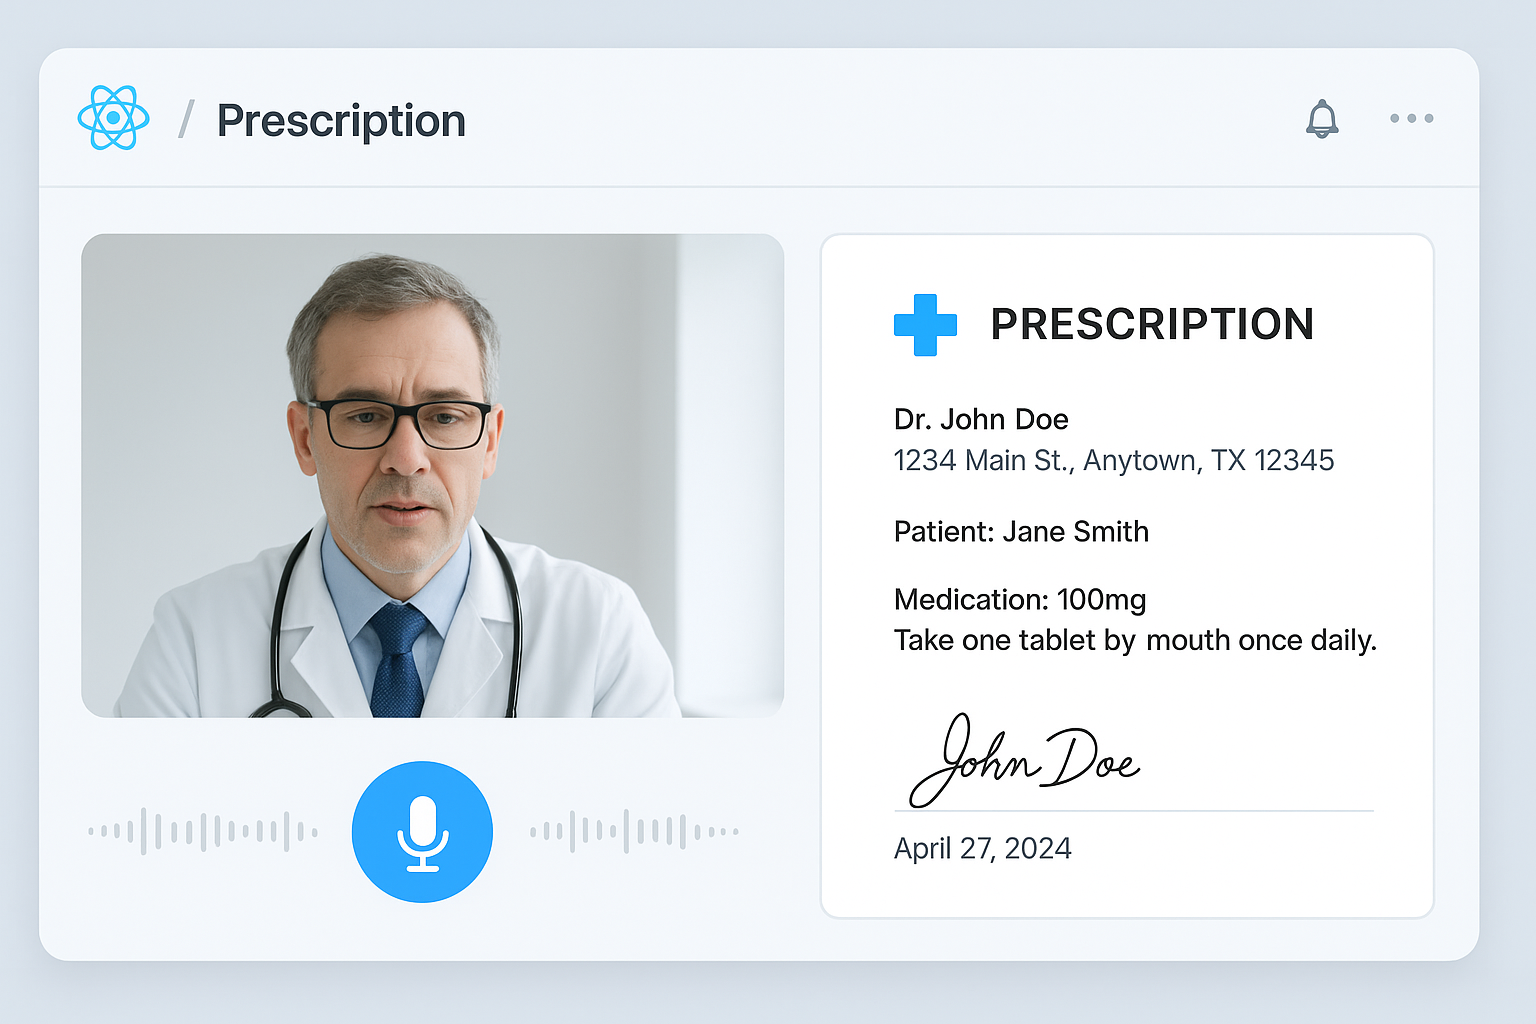 / Prescription
PRESCRIPTION
Dr. John Doe
1234 Main St., Anytown, TX 12345
Patient: Jane Smith
Medication: 100mg
Take one tablet by mouth once daily.
John Doe
April 27, 2024